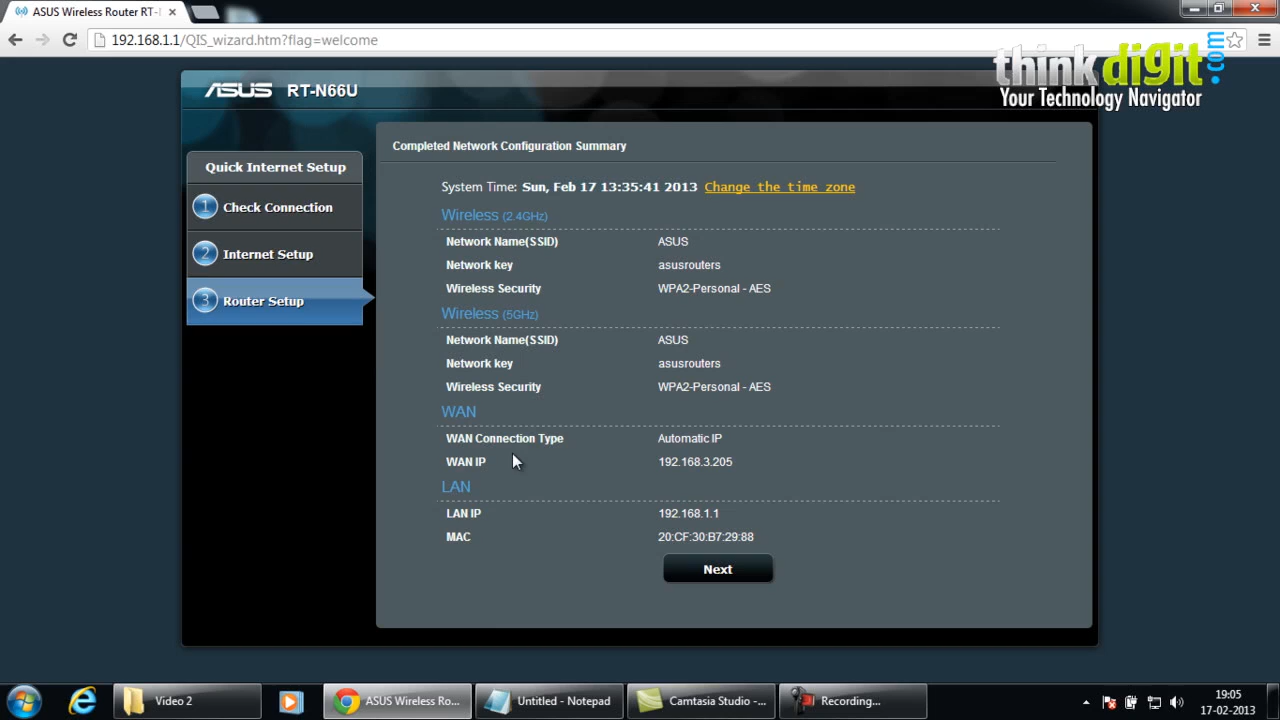 ASUS Wireless Router RT-N
192.168.1.1/QIS_wizard.htm?flag=welcome
thinkdigit.com
Your Technology Navigator
ASUS RT-N66U
Quick Internet Setup
1 Check Connection
2 Internet Setup
3 Router Setup
Completed Network Configuration Summary
System Time: Sun, Feb 17 13:35:41 2013 Change the time zone
Wireless (2.4GHz)
Network Name(SSID) ASUS
Network key asusrouters
Wireless Security WPA2-Personal - AES
Wireless (5GHz)
Network Name(SSID) ASUS
Network key asusrouters
Wireless Security WPA2-Personal - AES
WAN
WAN Connection Type Automatic IP
WAN IP 192.168.3.205
LAN
LAN IP 192.168.1.1
MAC 20:CF:30:B7:29:88
Next
Video 2
ASUS Wireless Ro...
Untitled - Notepad
Camtasia Studio -...
Recording...
19:05
17-02-2013